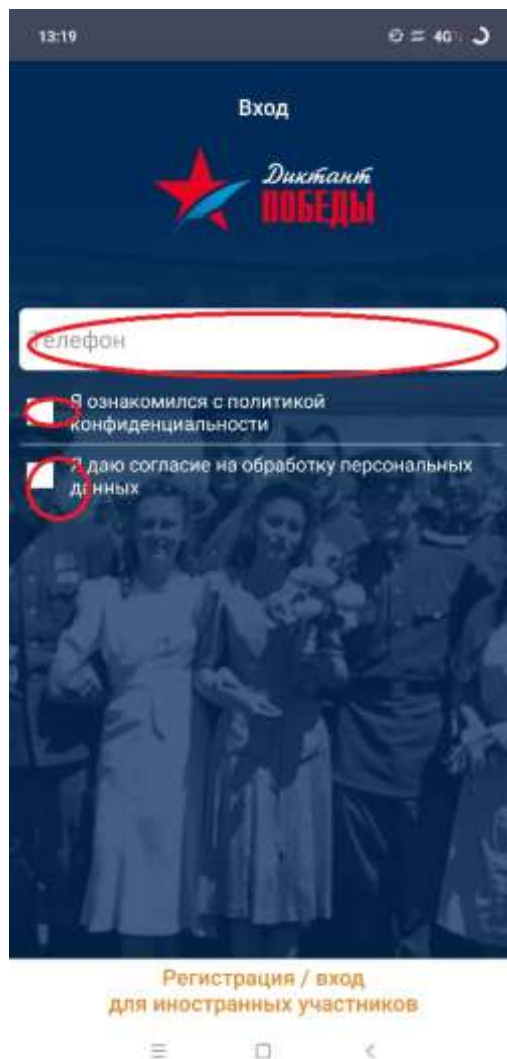 13:19
4G
Вход
Диктант
ПОБЕДЫ
Телефон
Я ознакомился с политикой
конфиденциальности
Я даю согласие на обработку персональных
данных
Регистрация / вход
для иностранных участников